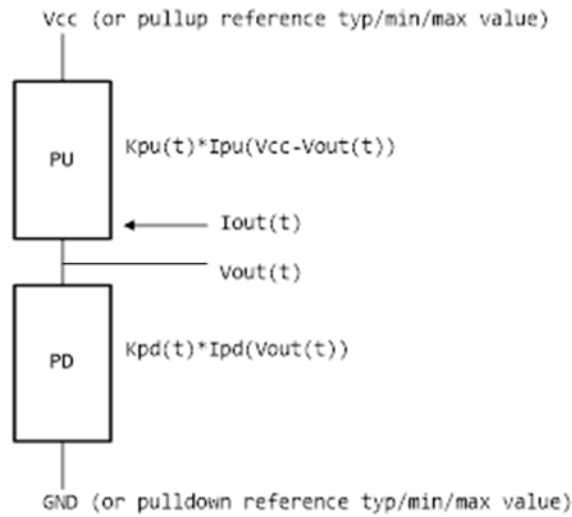 Vcc (or pullup reference typ/min/max value)
PU
Kpu(t)*Ipu(Vcc-Vout(t))
Iout(t)
Vout(t)
PD
Kpd(t)*Ipd(Vout(t))
GND (or pulldown reference typ/min/max value)